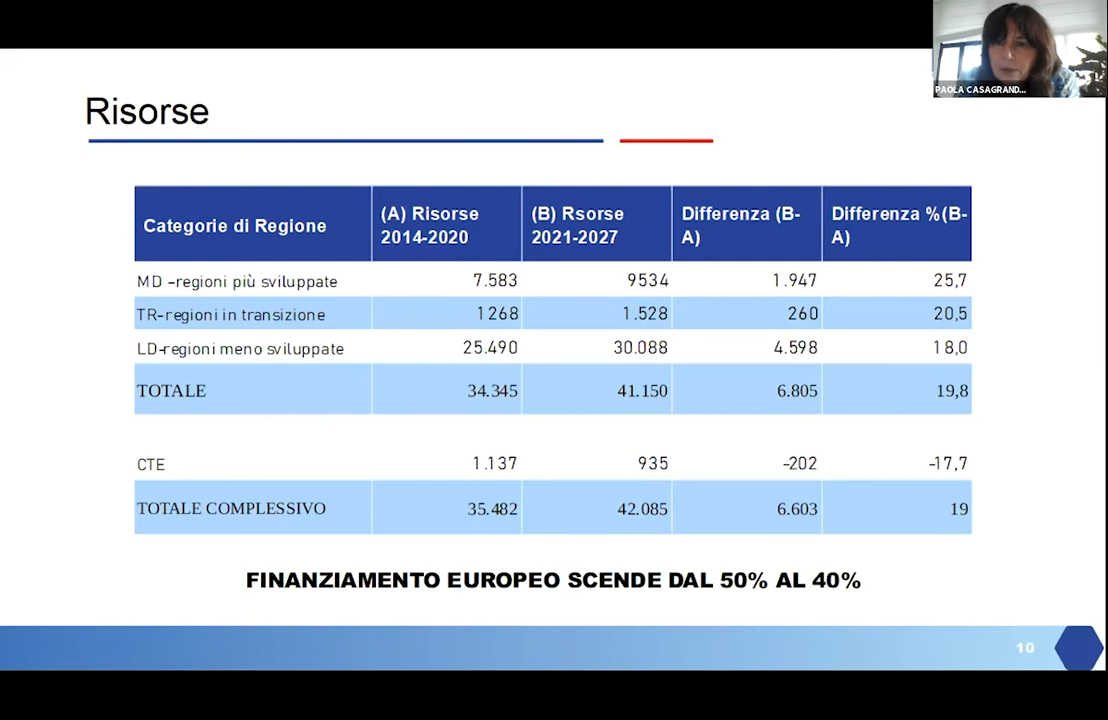 PAOLA CASAGRAND...
Risorse
Categorie di Regione
(A) Risorse
2014-2020
(B) Rsorse
2021-2027
Differenza (B-
A)
Differenza %(B-
A)
MD –regioni più sviluppate 7.583 9534 1.947 25,7
TR-regioni in transizione 1268 1.528 260 20,5
LD-regioni meno sviluppate 25.490 30.088 4.598 18,0
TOTALE 34.345 41.150 6.805 19,8
CTE 1.137 935 -202 -17,7
TOTALE COMPLESSIVO 35.482 42.085 6.603 19
FINANZIAMENTO EUROPEO SCENDE DAL 50% AL 40%
10